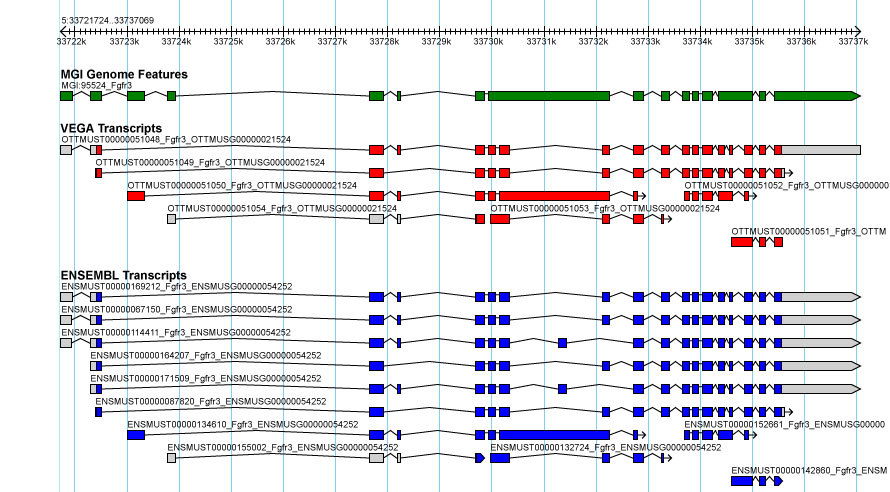 5:33721724..33737069
33722k 33723k 33724k 33725k 33726k 33727k 33728k 33729k 33730k 33731k 33732k 33733k 33734k 33735k 33736k 33737k
MGI Genome Features
MGI:95524_Fgfr3
VEGA Transcripts
OTTMUST00000051048_Fgfr3_OTTMUSG00000021524
OTTMUST00000051049_Fgfr3_OTTMUSG00000021524
OTTMUST00000051050_Fgfr3_OTTMUSG00000021524 OTTMUST00000051052_Fgfr3_OTTMUSG000000
OTTMUST00000051054_Fgfr3_OTTMUSG00000021524 OTTMUST00000051053_Fgfr3_OTTMUSG00000021524
OTTMUST00000051051_Fgfr3_OTTM
ENSEMBL Transcripts
ENSMUST00000169212_Fgfr3_ENSMUSG00000054252
ENSMUST00000067150_Fgfr3_ENSMUSG00000054252
ENSMUST00000114411_Fgfr3_ENSMUSG00000054252
ENSMUST00000164207_Fgfr3_ENSMUSG00000054252
ENSMUST00000171509_Fgfr3_ENSMUSG00000054252
ENSMUST00000087820_Fgfr3_ENSMUSG00000054252
ENSMUST00000134610_Fgfr3_ENSMUSG00000054252 ENSMUST00000152661_Fgfr3_ENSMUSG00000
ENSMUST00000155002_Fgfr3_ENSMUSG00000054252 ENSMUST00000132724_Fgfr3_ENSMUSG00000054252
ENSMUST00000142860_Fgfr3_ENSM